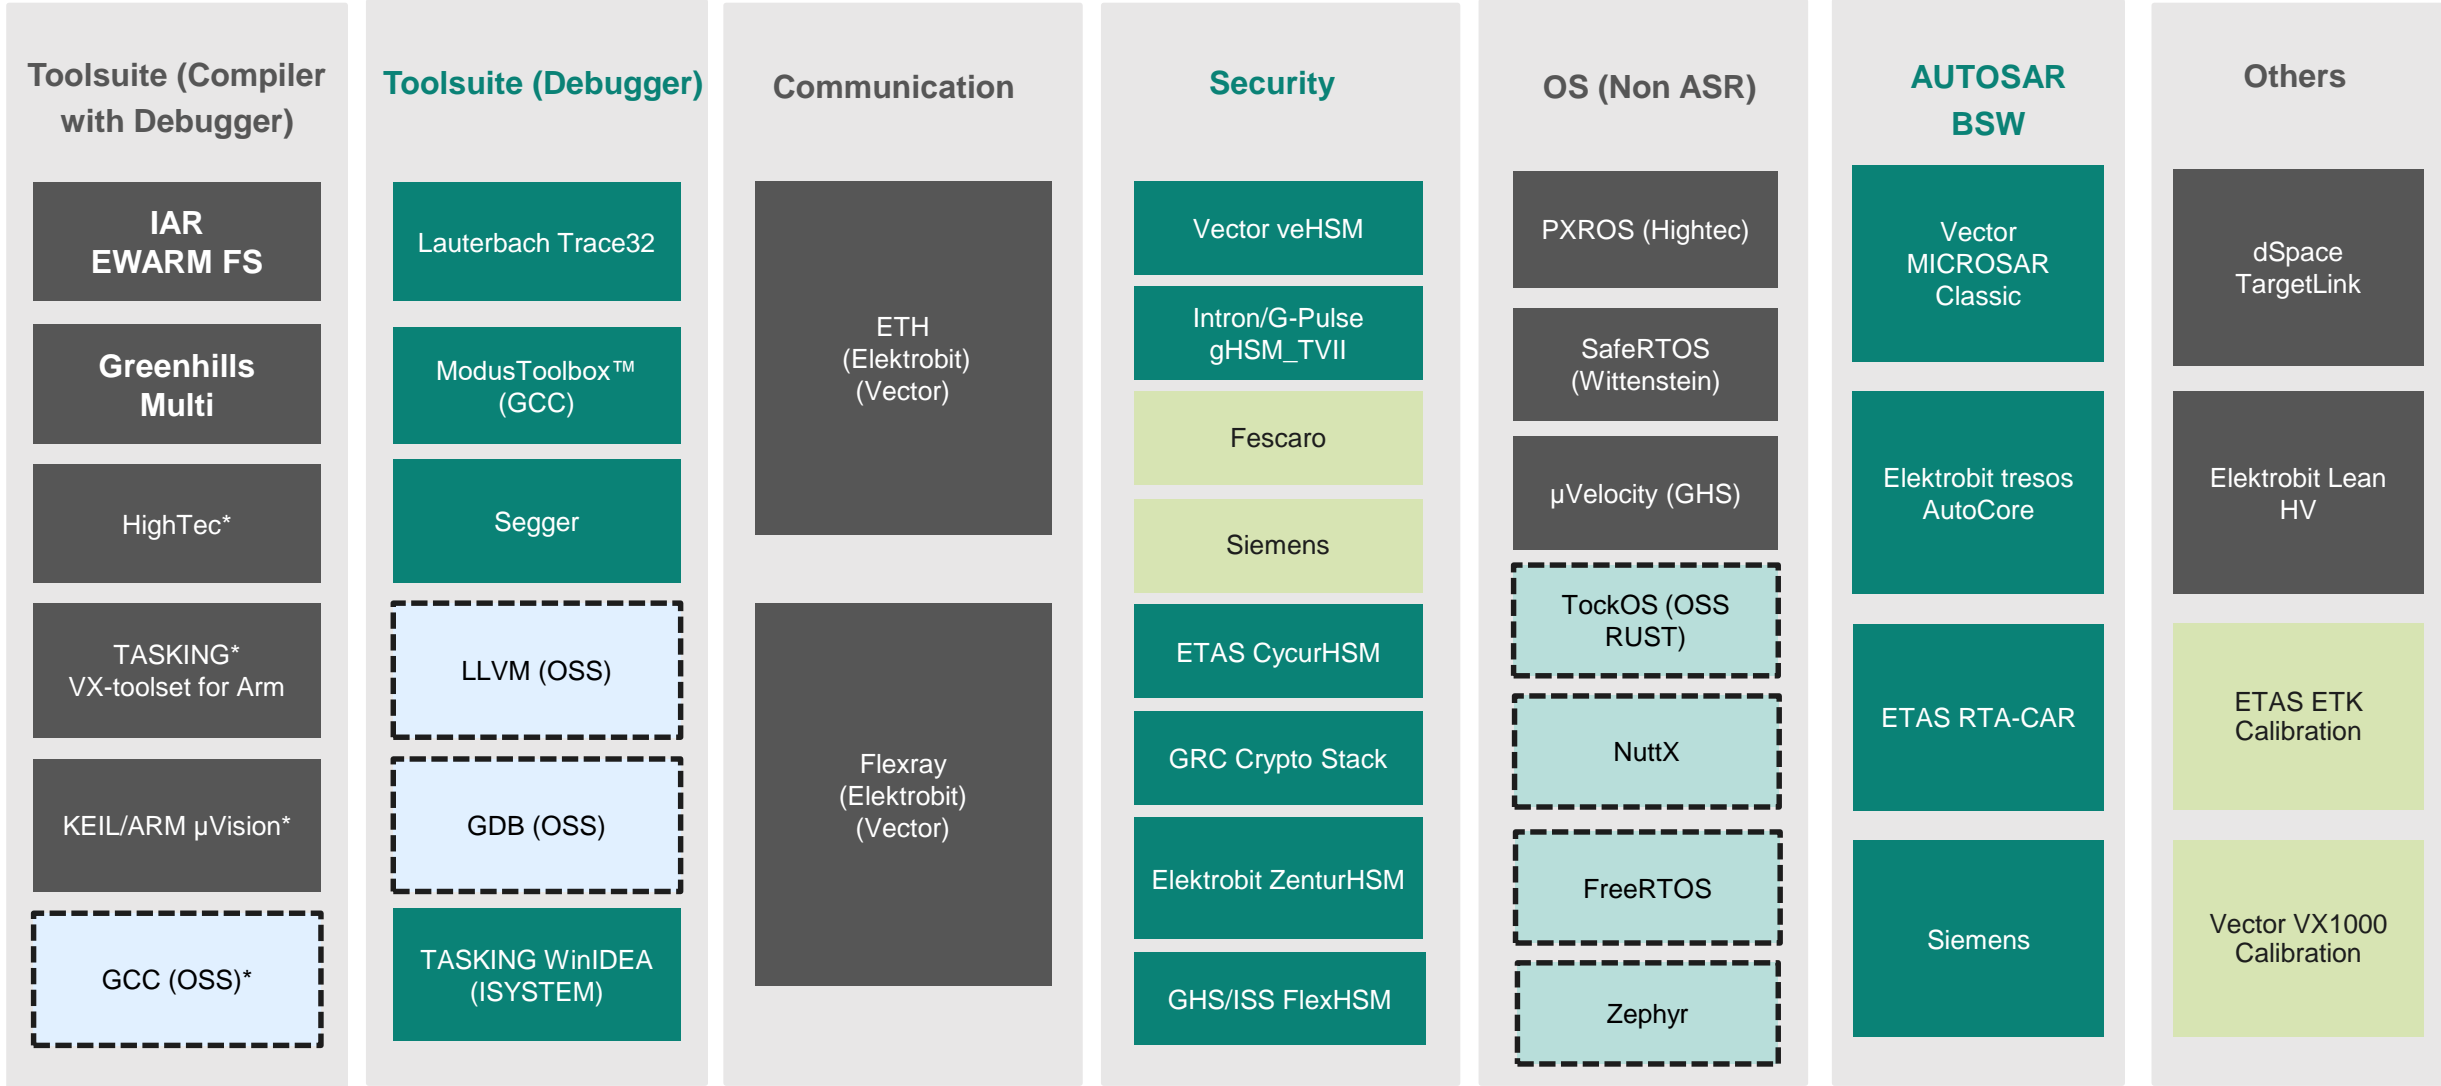 Toolsuite (Compiler
with Debugger)
IAR
EWARM FS
Greenhills
Multi
HighTec*
TASKING*
VX-toolset for Arm
KEIL/ARM µVision*
GCC (OSS)*
Toolsuite (Debugger)
Lauterbach Trace32
ModusToolbox™
(GCC)
Segger
LLVM (OSS)
GDB (OSS)
TASKING WinIDEA
(ISYSTEM)
Communication
ETH
(Elektrobit)
(Vector)
Flexray
(Elektrobit)
(Vector)
Security
Vector veHSM
Intron/G-Pulse
gHSM_TVII
Fescaro
Siemens
ETAS CycurHSM
GRC Crypto Stack
Elektrobit ZenturHSM
GHS/ISS FlexHSM
OS (Non ASR)
PXROS (Hightec)
SafeRTOS
(Wittenstein)
µVelocity (GHS)
TockOS (OSS
RUST)
NuttX
FreeRTOS
Zephyr
AUTOSAR
BSW
Vector
MICROSAR
Classic
Elektrobit tresos
AutoCore
ETAS RTA-CAR
Siemens
Others
dSpace
TargetLink
Elektrobit Lean
HV
ETAS ETK
Calibration
Vector VX1000
Calibration